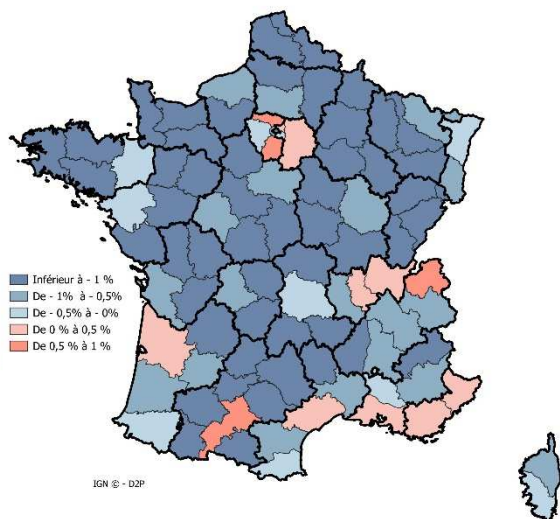 Inférieur à - 1 %
De - 1% à - 0,5%
De - 0,5% à - 0%
De 0 % à 0,5 %
De 0,5 % à 1 %
IGN © - D2P